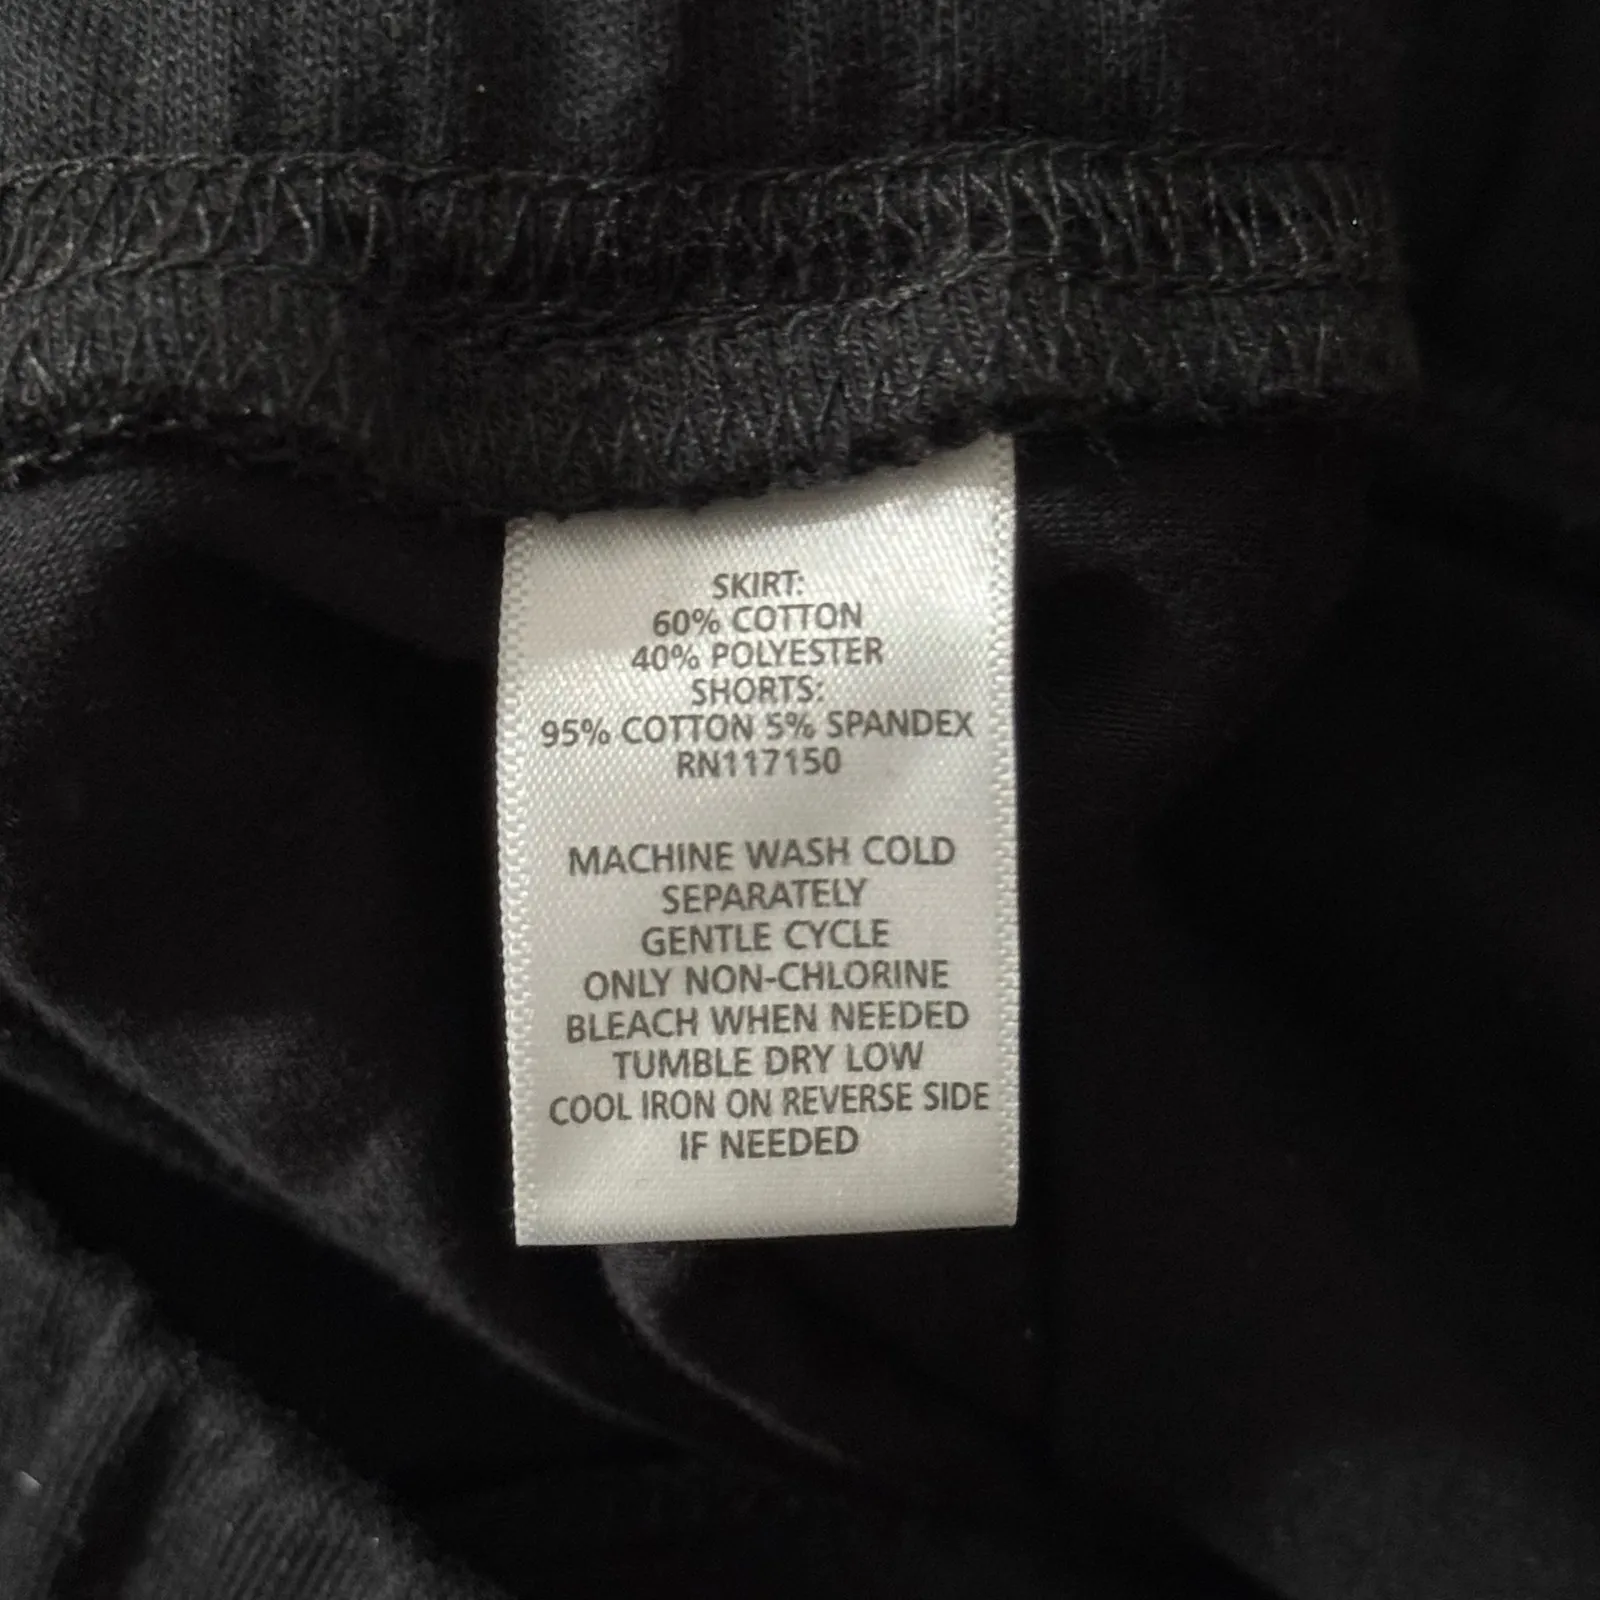 SKIRT:
60% COTTON
40% POLYESTER
SHORTS:
95% COTTON 5% SPANDEX
RN117150
MACHINE WASH COLD
SEPARATELY
GENTLE CYCLE
ONLY NON-CHLORINE
BLEACH WHEN NEEDED
TUMBLE DRY LOW
COOL IRON ON REVERSE SIDE
IF NEEDED